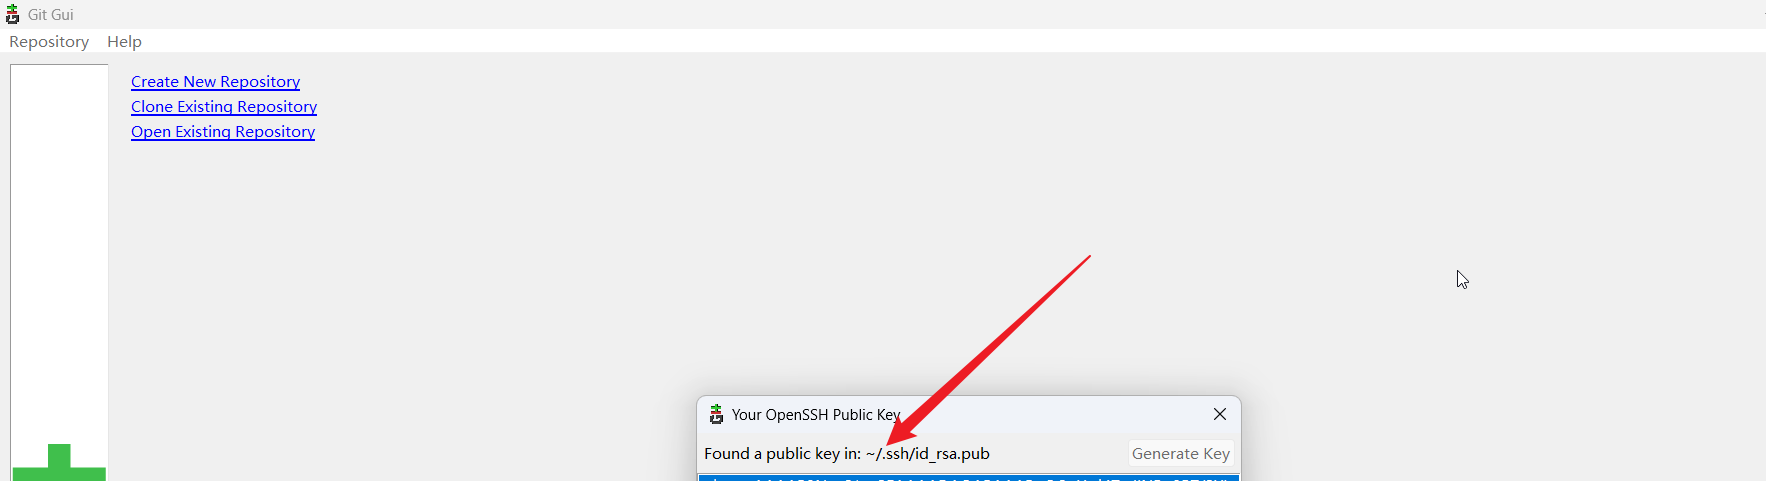 Git Gui
Repository Help
Create New Repository
Clone Existing Repository
Open Existing Repository
Your OpenSSH Public Key
Found a public key in: ~/.ssh/id_rsa.pub
Generate Key